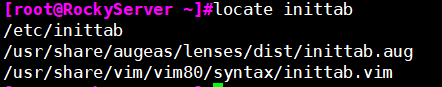 [root@RockyServer ~]#locate inittab
/etc/inittab
/usr/share/augeas/lenses/dist/inittab.aug
/usr/share/vim/vim80/syntax/inittab.vim